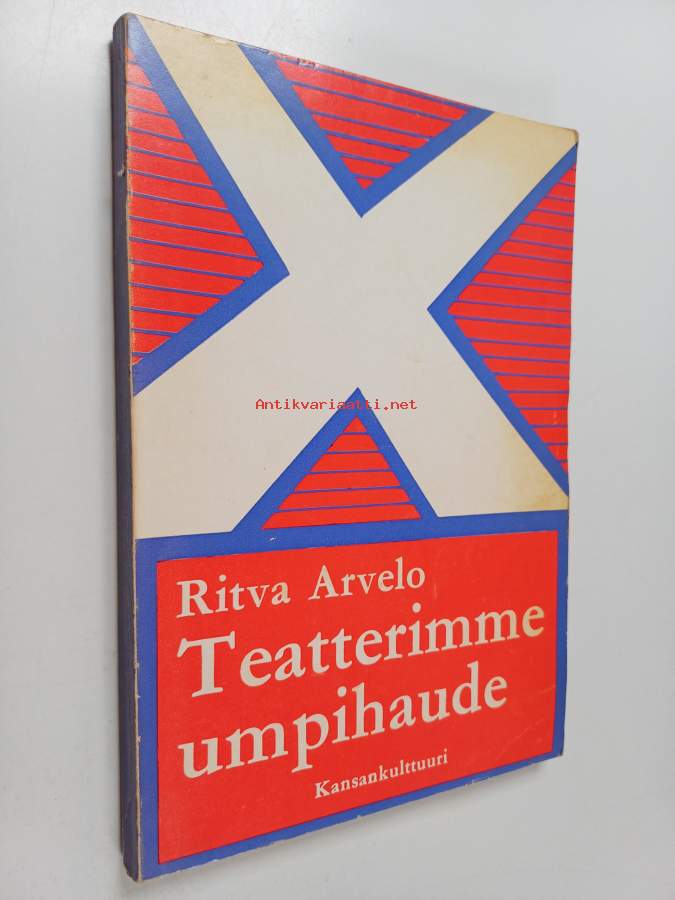 Antikvariaatti.net
Ritva Arvelo
Teatterimme
umpihaude
Kansankulttuuri